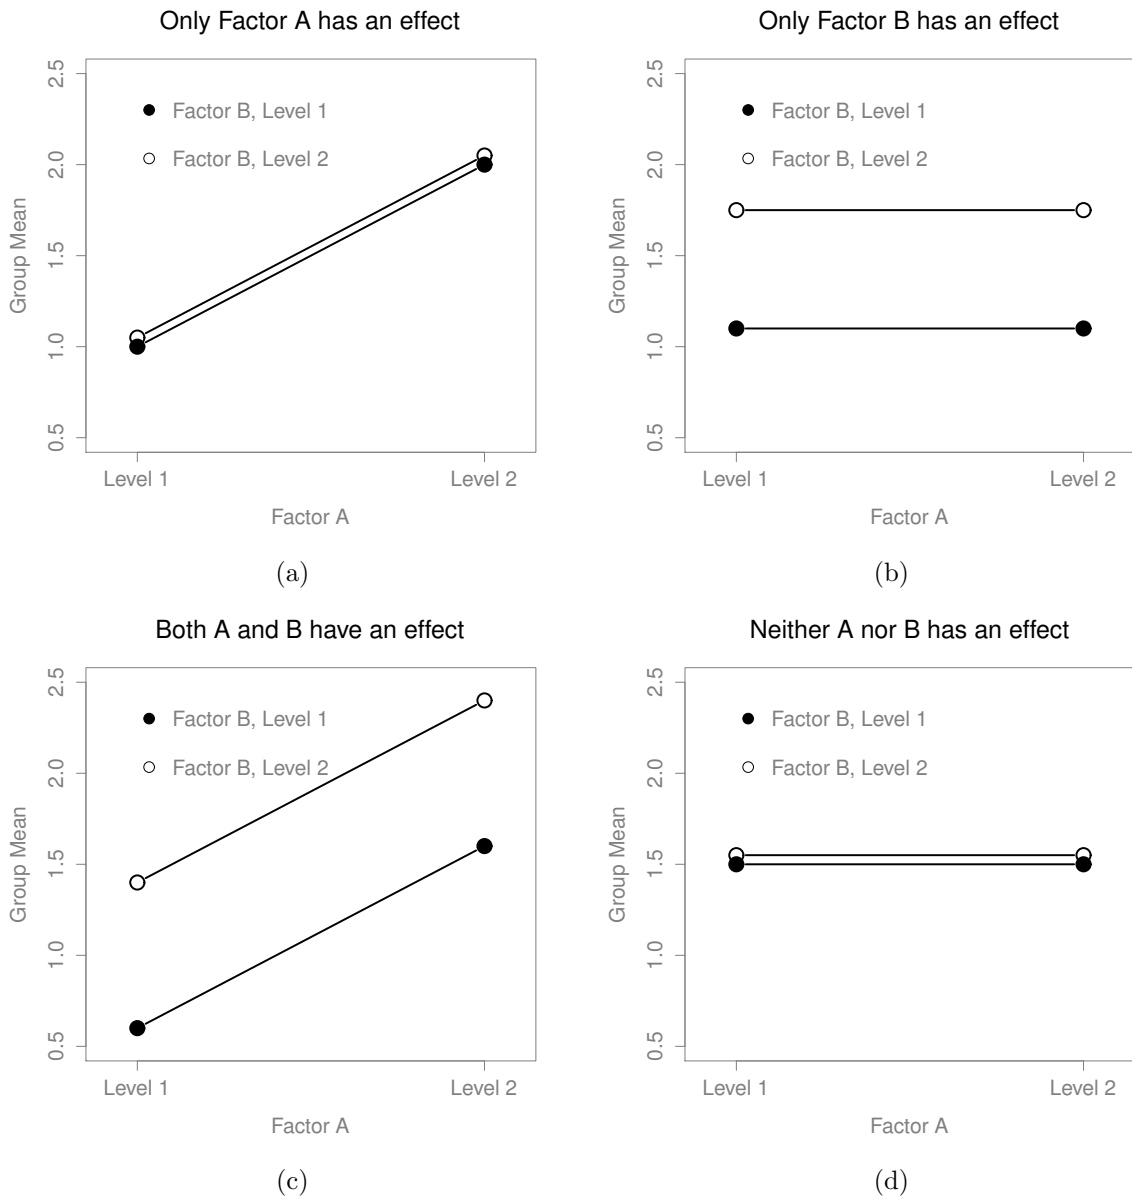 Only Factor A has an effect
2.5
2.0
1.5
1.0
0.5
Group Mean
Factor B, Level 1
Factor B, Level 2
Level 1
Level 2
Factor A
(a)
Only Factor B has an effect
2.5
2.0
1.5
1.0
0.5
Group Mean
Factor B, Level 1
Factor B, Level 2
Level 1
Level 2
Factor A
(b)
Both A and B have an effect
2.5
2.0
1.5
1.0
0.5
Group Mean
Factor B, Level 1
Factor B, Level 2
Level 1
Level 2
Factor A
(c)
Neither A nor B has an effect
2.5
2.0
1.5
1.0
0.5
Group Mean
Factor B, Level 1
Factor B, Level 2
Level 1
Level 2
Factor A
(d)